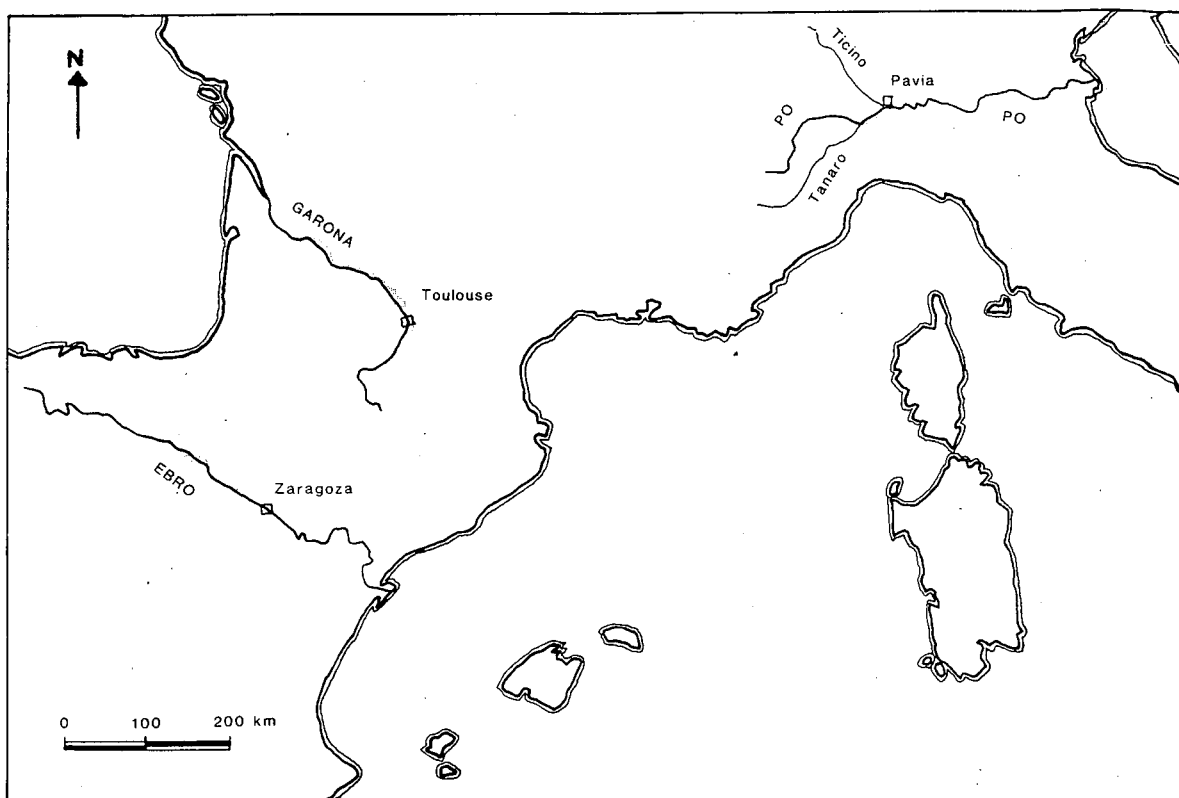 N
Ticino
Pavia
PO
PO
Tanaro
GARONA
Toulouse
EBRO
Zaragoza
0 100 200 km